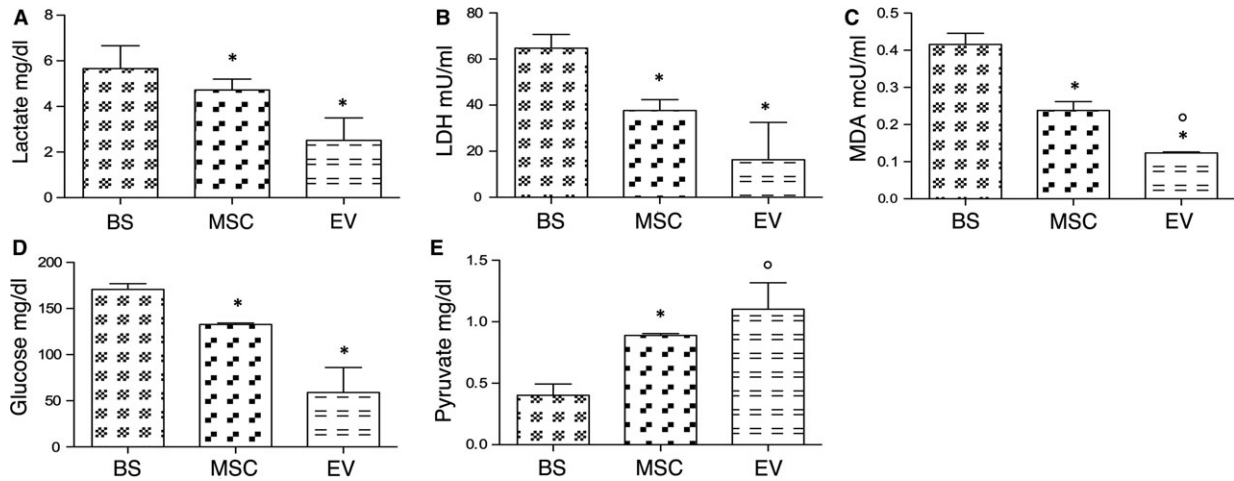 A
Lactate mg/dl
8
6
4
2
0
*
*
BS MSC EV
B
LDH mU/ml
80
60
40
20
0
*
*
BS MSC EV
C
MDA mcU/ml
0.5
0.4
0.3
0.2
0.1
0.0
*
°
*
BS MSC EV
D
Glucose mg/dl
200
150
100
50
0
*
*
BS MSC EV
E
Pyruvate mg/dl
1.5
1.0
0.5
0.0
*
°
BS MSC EV